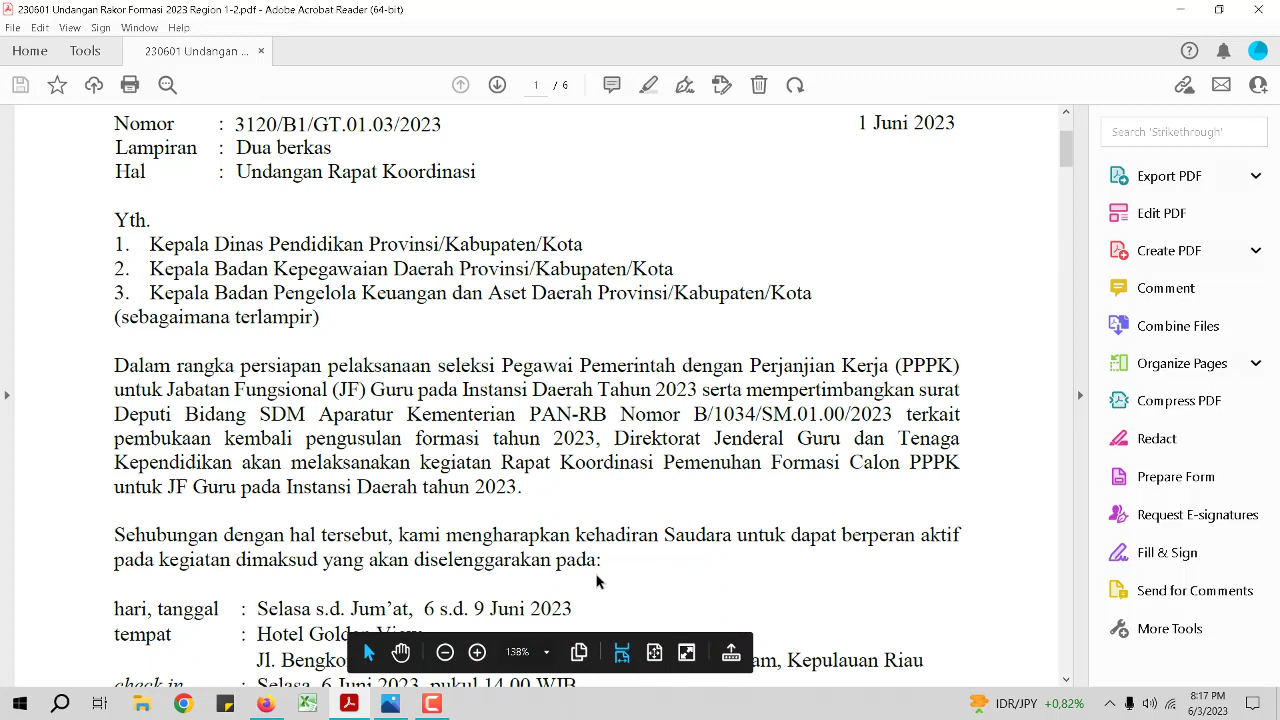 230601 Undangan Rakor Formasi 2023 Region 1-2.pdf - Adobe Acrobat Reader (64-bit)
File Edit View Sign Window Help
Home Tools 230601 Undangan ...
1 / 6
Nomor : 3120/B1/GT.01.03/2023 1 Juni 2023
Lampiran : Dua berkas
Hal : Undangan Rapat Koordinasi
Yth.
1. Kepala Dinas Pendidikan Provinsi/Kabupaten/Kota
2. Kepala Badan Kepegawaian Daerah Provinsi/Kabupaten/Kota
3. Kepala Badan Pengelola Keuangan dan Aset Daerah Provinsi/Kabupaten/Kota
(sebagaimana terlampir)
Dalam rangka persiapan pelaksanaan seleksi Pegawai Pemerintah dengan Perjanjian Kerja (PPPK)
untuk Jabatan Fungsional (JF) Guru pada Instansi Daerah Tahun 2023 serta mempertimbangkan surat
Deputi Bidang SDM Aparatur Kementerian PAN-RB Nomor B/1034/SM.01.00/2023 terkait
pembukaan kembali pengusulan formasi tahun 2023, Direktorat Jenderal Guru dan Tenaga
Kependidikan akan melaksanakan kegiatan Rapat Koordinasi Pemenuhan Formasi Calon PPPK
untuk JF Guru pada Instansi Daerah tahun 2023.
Sehubungan dengan hal tersebut, kami mengharapkan kehadiran Saudara untuk dapat berperan aktif
pada kegiatan dimaksud yang akan diselenggarakan pada:
hari, tanggal : Selasa s.d. Jum'at, 6 s.d. 9 Juni 2023
tempat : Hotel Golden View
Jl. Bengko am, Kepulauan Riau
check in : Selasa, 6 Juni 2023, pukul 14.00 WIB
138%
Search 'Strikethrough'
Export PDF
Edit PDF
Create PDF
Comment
Combine Files
Organize Pages
Compress PDF
Redact
Prepare Form
Request E-signatures
Fill & Sign
Send for Comments
More Tools
IDR/JPY +0,82%
8:17 PM
6/3/2023